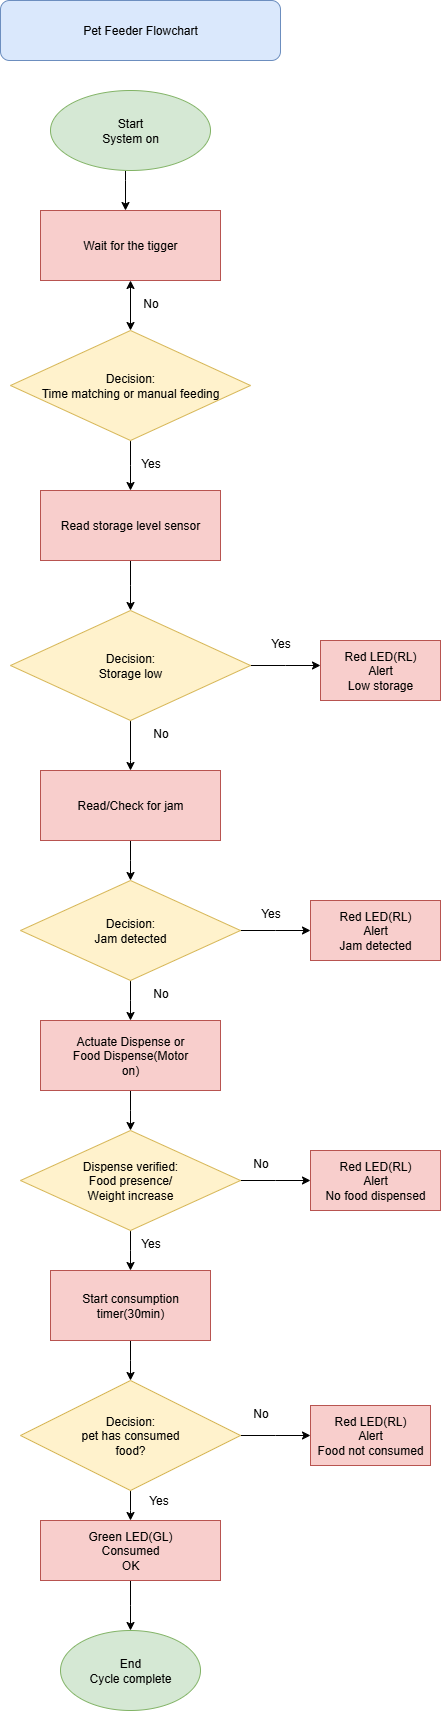 Pet Feeder Flowchart
Start
System on
Wait for the tigger
No
Decision:
Time matching or manual feeding
Yes
Read storage level sensor
Decision:
Storage low
Yes
Red LED(RL)
Alert
Low storage
No
Read/Check for jam
Decision:
Jam detected
Yes
Red LED(RL)
Alert
Jam detected
No
Actuate Dispense or
Food Dispense(Motor
on)
Dispense verified:
Food presence/
Weight increase
No
Red LED(RL)
Alert
No food dispensed
Yes
Start consumption
timer(30min)
Decision:
pet has consumed
food?
No
Red LED(RL)
Alert
Food not consumed
Yes
Green LED(GL)
Consumed
OK
End
Cycle complete